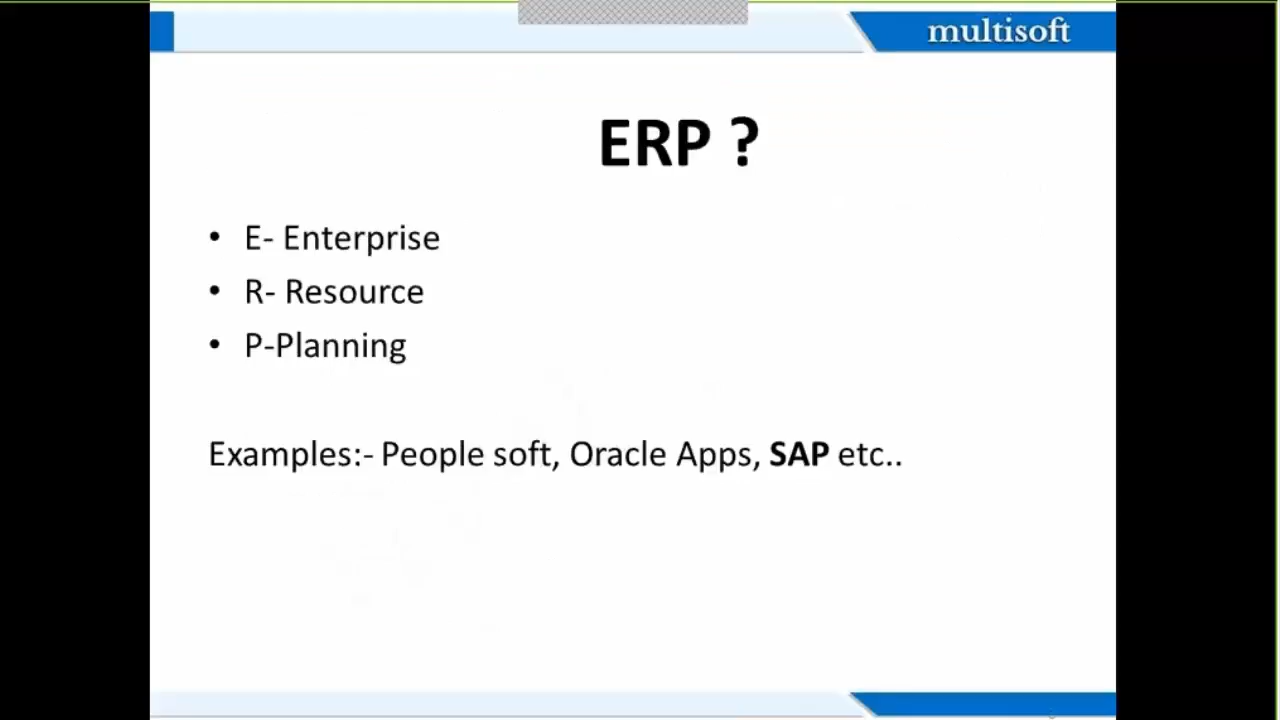 multisoft
ERP ?
• E- Enterprise
• R- Resource
• P-Planning
Examples:- People soft, Oracle Apps, SAP etc..